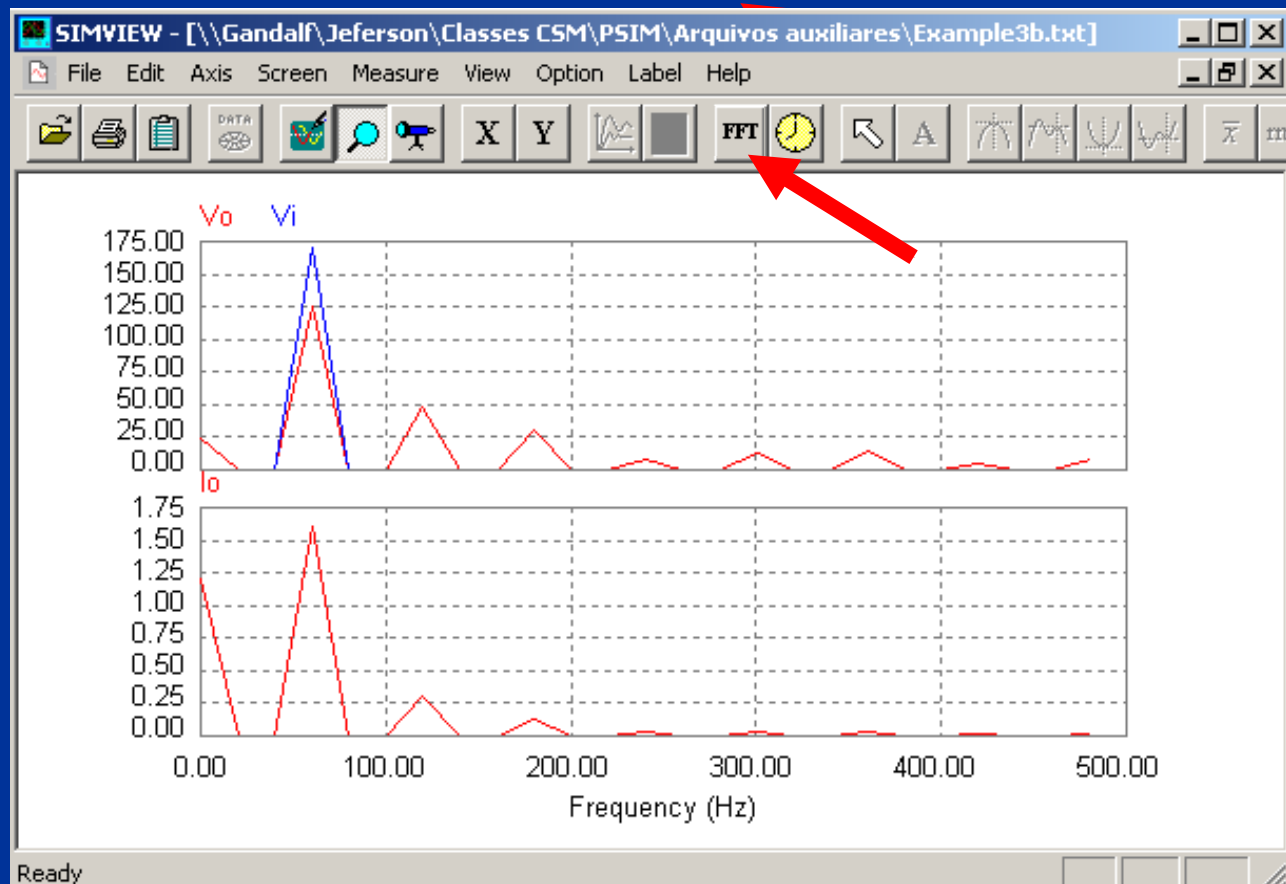 SIMVIEW - [\\Gandalf\Jeferson\Classes CSM\PSIM\Arquivos auxiliares\Example3b.txt]
File Edit Axis Screen Measure View Option Label Help
DATA X Y FFT A x m
Vo Vi
175.00
150.00
125.00
100.00
75.00
50.00
25.00
0.00
Io
1.75
1.50
1.25
1.00
0.75
0.50
0.25
0.00
0.00 100.00 200.00 300.00 400.00 500.00
Frequency (Hz)
Ready